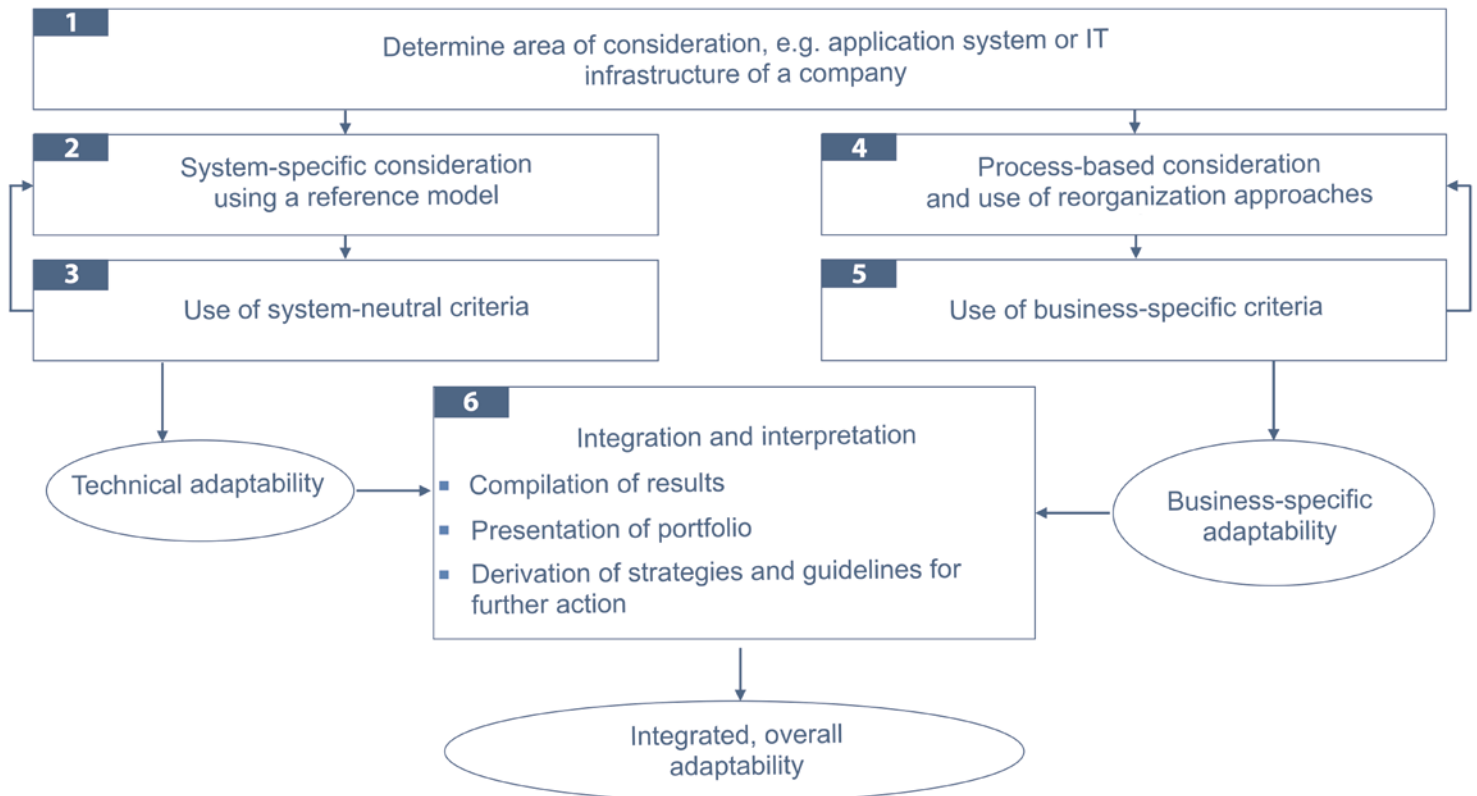 1
Determine area of consideration, e.g. application system or IT
infrastructure of a company
2
System-specific consideration
using a reference model
3
Use of system-neutral criteria
4
Process-based consideration
and use of reorganization approaches
5
Use of business-specific criteria
Technical adaptability
6
Integration and interpretation
Compilation of results
Presentation of portfolio
Derivation of strategies and guidelines for
further action
Business-specific
adaptability
Integrated, overall
adaptability